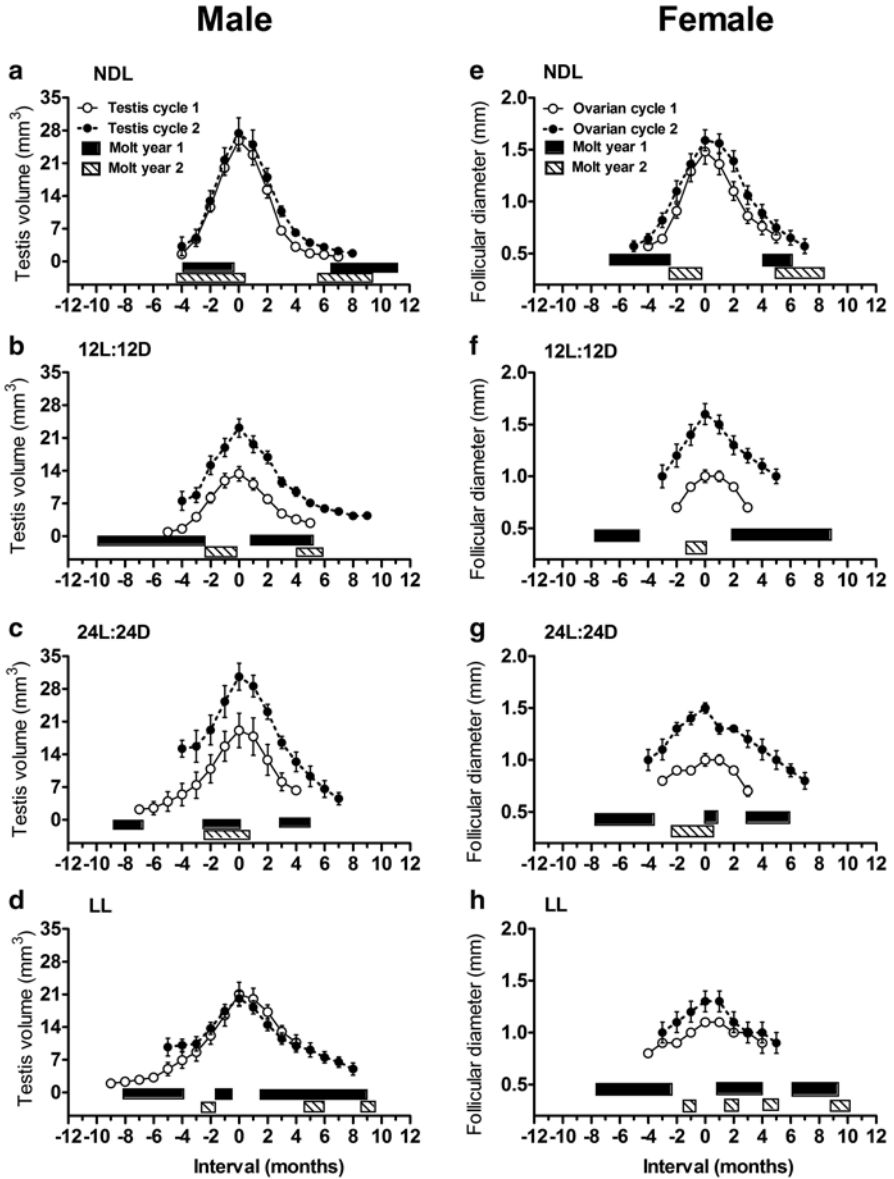 Male
Female
a
NDL
Testis volume (mm³)
35
28
21
14
7
0
Testis cycle 1
Testis cycle 2
Molt year 1
Molt year 2
-12 -10 -8 -6 -4 -2 0 2 4 6 8 10 12
e
NDL
Follicular diameter (mm)
2.0
1.5
1.0
0.5
Ovarian cycle 1
Ovarian cycle 2
Molt year 1
Molt year 2
-12 -10 -8 -6 -4 -2 0 2 4 6 8 10 12
b
12L:12D
Testis volume (mm³)
35
28
21
14
7
0
-12 -10 -8 -6 -4 -2 0 2 4 6 8 10 12
f
12L:12D
Follicular diameter (mm)
2.0
1.5
1.0
0.5
-12 -10 -8 -6 -4 -2 0 2 4 6 8 10 12
c
24L:24D
Testis volume (mm³)
35
28
21
14
7
0
-12 -10 -8 -6 -4 -2 0 2 4 6 8 10 12
g
24L:24D
Follicular diameter (mm)
2.0
1.5
1.0
0.5
-12 -10 -8 -6 -4 -2 0 2 4 6 8 10 12
d
LL
Testis volume (mm³)
35
28
21
14
7
0
-12 -10 -8 -6 -4 -2 0 2 4 6 8 10 12
Interval (months)
h
LL
Follicular diameter (mm)
2.0
1.5
1.0
0.5
-12 -10 -8 -6 -4 -2 0 2 4 6 8 10 12
Interval (months)